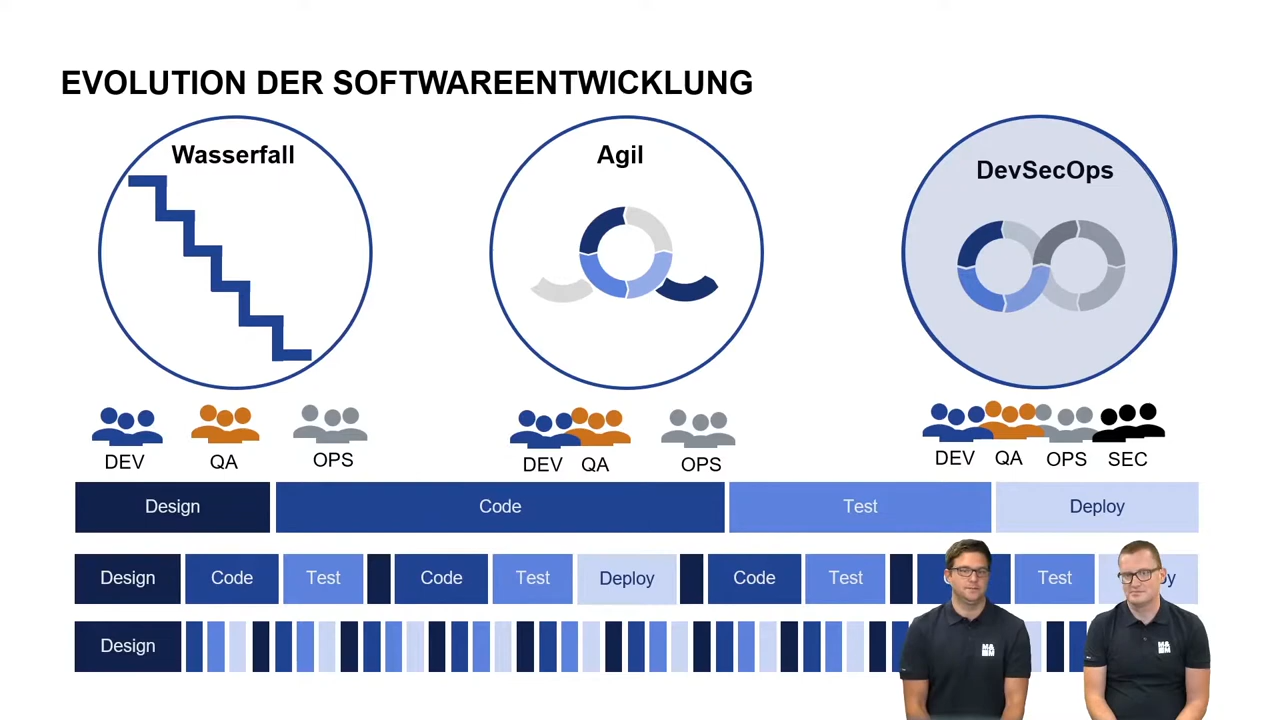 EVOLUTION DER SOFTWAREENTWICKLUNG
Wasserfall
Agil
DevSecOps
DEV QA OPS
DEV QA OPS
DEV QA OPS SEC
Design Code Test Deploy
Design Code Test Code Test Deploy Code Test Test
Design
M&
M
M&
M